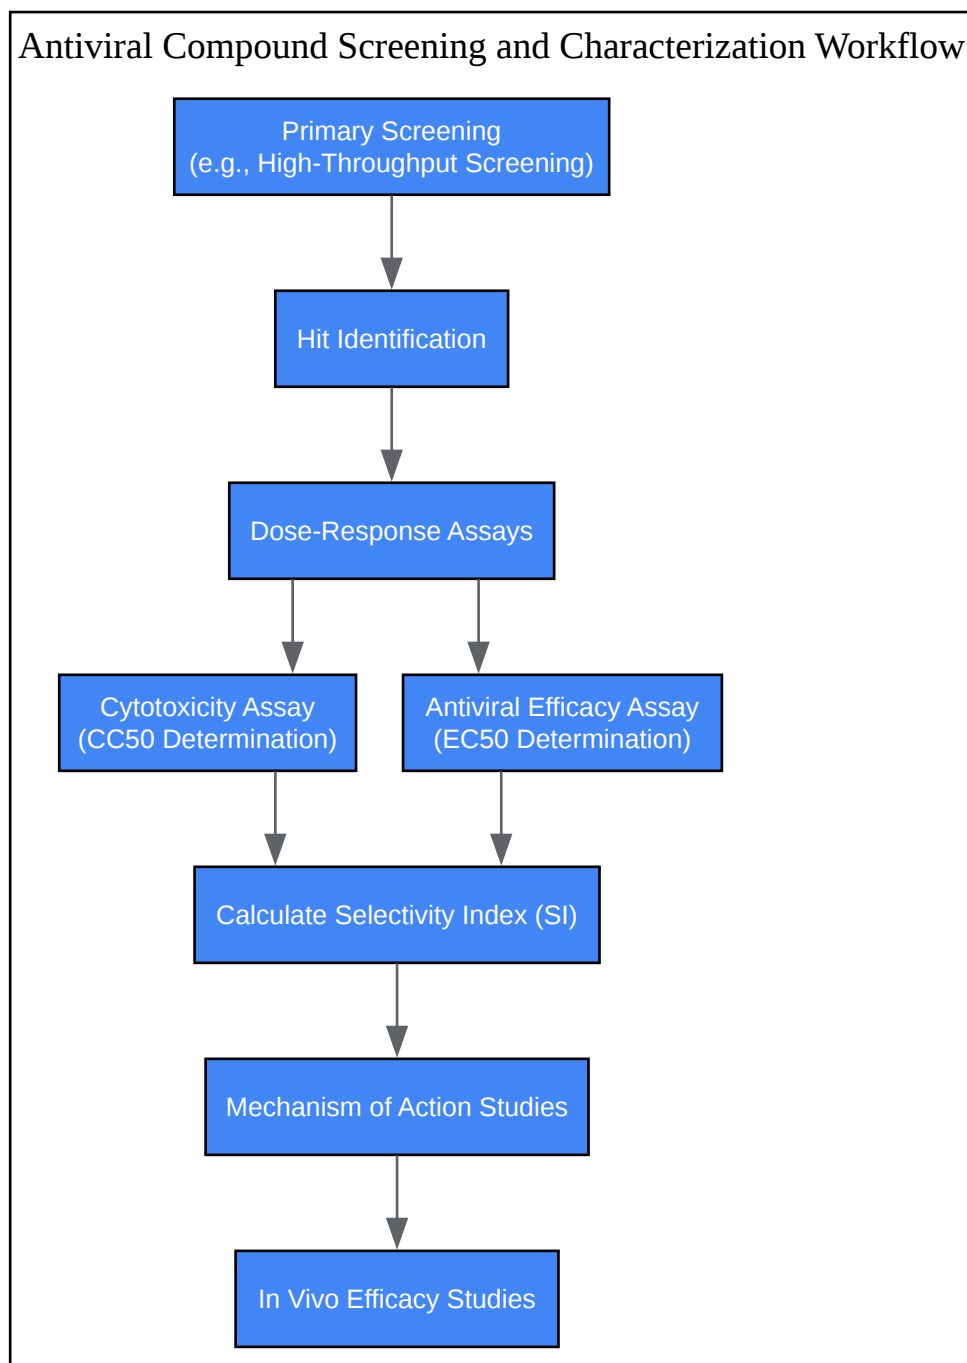 Antiviral Compound Screening and Characterization Workflow
Primary Screening
(e.g., High-Throughput Screening)
Hit Identification
Dose-Response Assays
Cytotoxicity Assay
(CC50 Determination)
Antiviral Efficacy Assay
(EC50 Determination)
Calculate Selectivity Index (SI)
Mechanism of Action Studies
In Vivo Efficacy Studies